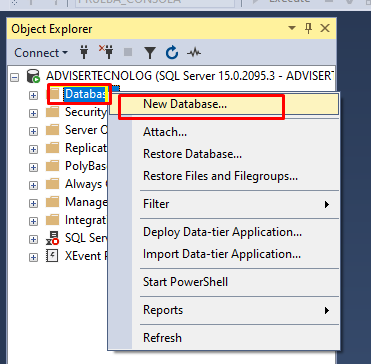 PRUEBA_CONSOLA
Execute
Object Explorer
Connect
ADVISERTECNOLOG (SQL Server 15.0.2095.3 - ADVISERT
Databas
New Database...
Security
Attach...
Server O
Restore Database...
Replicat
Restore Files and Filegroups...
PolyBase
Always O
Filter
Manage
Deploy Data-tier Application...
Integrat
Import Data-tier Application...
SQL Serv
Start PowerShell
XEvent P
Reports
Refresh